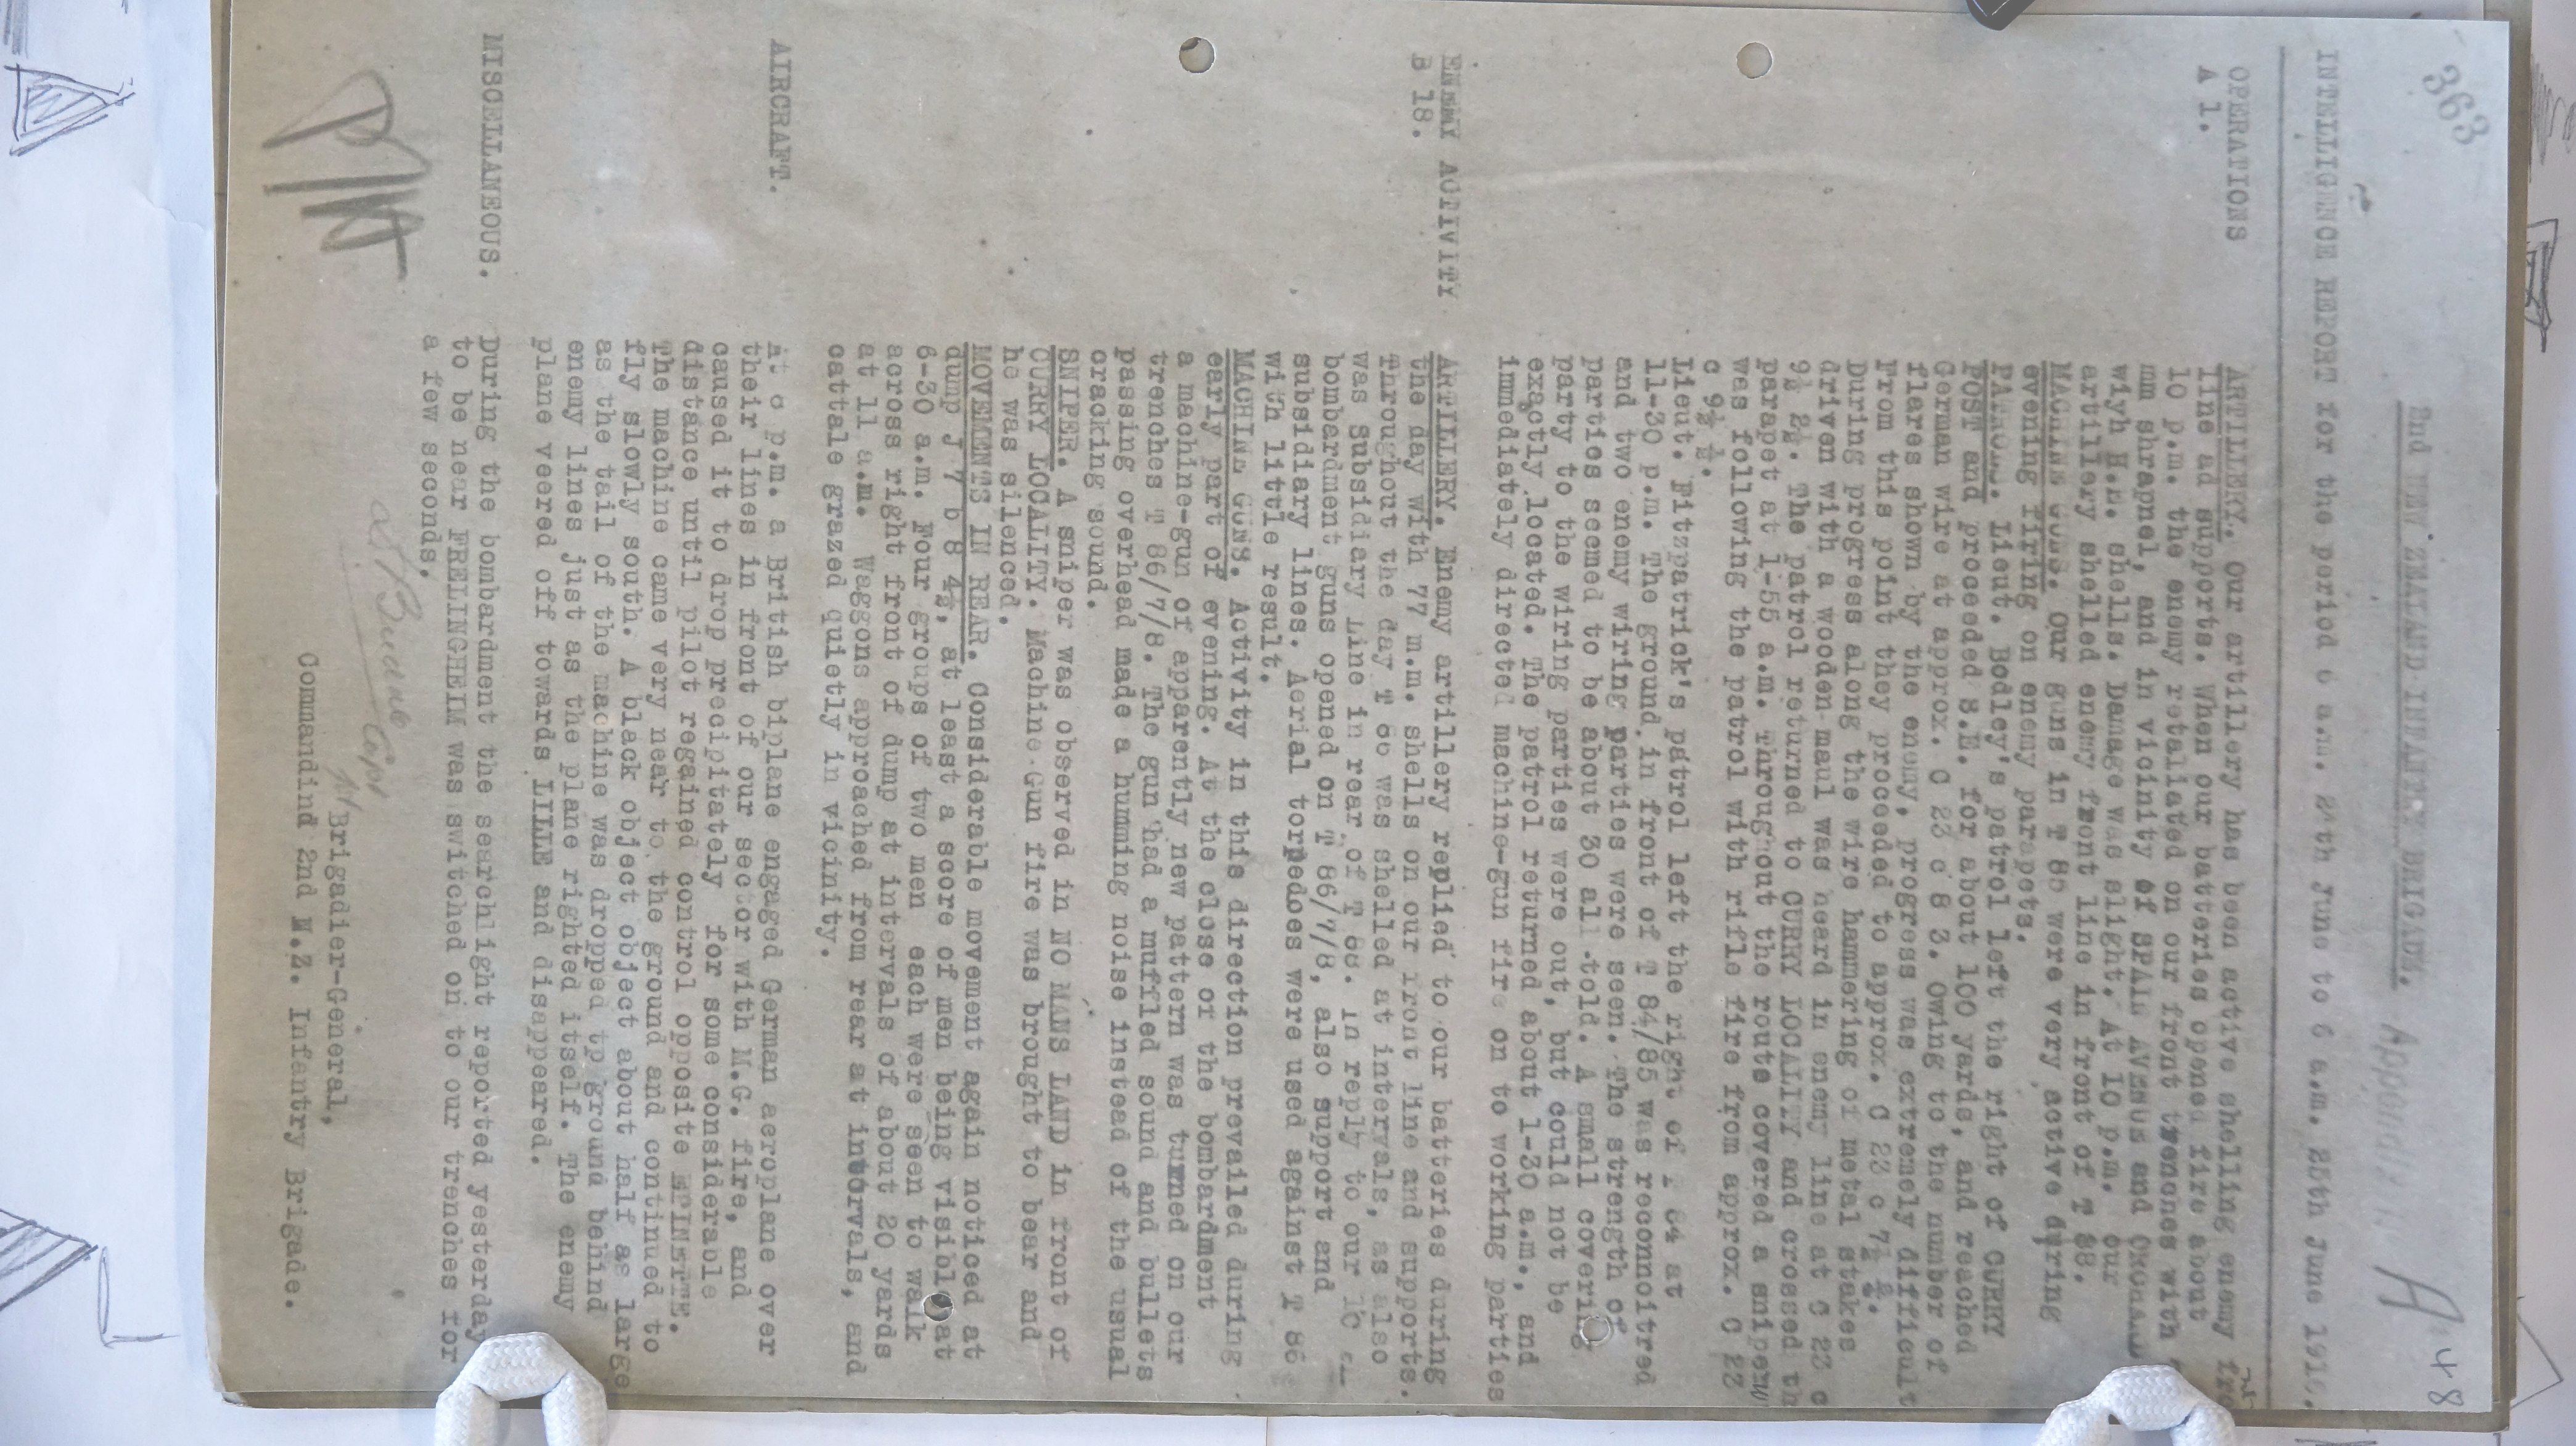 363
2nd NEW ZEALAND INFANTRY BRIGADE. Appendix A 48
INTELLIGENCE REPORT for the period 6 a.m. 24th June to 6 a.m. 25th June 1916.
OPERATIONS
A 1.
ARTILLERY. Our artillery has been active shelling enemy
line ad supports. When our batteries opened fire about
10 p.m. the enemy retaliated on our front trenches with
mm shrapnel, and in vicinity of SPAIN AVENUE and
wiyh H.E. shells. Damage was slight. At 10 p.m. our
artillery shelled enemy front line in front of T 88.
MACHINE GUNS. Our guns in T 86 were very active during
evening firing on enemy parapets.
PATROLS. Lieut. Bodley's patrol left the right of CURRY
POST and proceeded S.E. for about 100 yards, and reached
German wire at approx. C 23 c 8 3. Owing to the number of
flares shown by the enemy, progress was extremely difficult
From this point they proceeded to approx. C 23 c 7½ ½.
During progress along the wire hammering of metal stakes
driven with a wooden maul was heard in enemy line at C 23 c
9½ 2½. The patrol returned to CURRY LOCALITY and crossed th
parapet at 1-55 a.m. Throughout the route covered a sniper
was following the patrol with rifle fire from approx. C 22
c 9½ ½.
Lieut. Fitzpatrick's patrol left the right of T 84 at
11-30 p.m. The ground in front of T 84/85 was reconnoitred
and two enemy wiring parties were seen. The strength of
parties seemed to be about 30 all told. A small covering
party to the wiring parties were out, but could not be
exactly located. The patrol returned about 1-30 a.m., and
immediately directed machine-gun fire on to working parties
ENEMY ACTIVITY
B 18.
ARTILLERY. Enemy artillery replied to our batteries during
the day with 77 m.m. shells on our front line and supports.
Throughout the day T 86 was shelled at intervals, as also
was Subsidiary Line in rear of T 88. In reply to our
bombardment guns opened on T 86/7/8, also support and
subsidiary lines. Aerial torpedoes were used against T 86
with little result.
MACHINE GUNS. Activity in this direction prevailed during
early part of evening. At the close of the bombardment
a machine-gun of apparently new pattern was turned on our
trenches T 86/7/8. The gun had a muffled sound and bullets
passing overhead made a humming noise instead of the usual
cracking sound.
SNIPER. A sniper was observed in NO MANS LAND in front of
CURRY LOCALITY. Machine Gun fire was brought to bear and
he was silenced.
MOVEMENTS IN REAR. Considerable movement again noticed at
dump J 7 b 8 4½, at least a score of men being visible at
6-30 a.m. Four groups of two men each were seen to walk
across right front of dump at intervals of about 20 yards
at 11 a.m. Waggons approached from rear at intervals, and
cattale grazed quietly in vicinity.
AIRCRAFT.
At p.m. a British biplane engaged German aeroplane over
their lines in front of our sector with M.G. fire, and
caused it to drop precipitately for some considerable
distance until pilot regained control opposite EPINETTE.
The machine came very near to the ground and continued to
fly slowly south. A black object object about half as large
as the tail of the machine was dropped tp ground behind
enemy lines just as the plane righted itself. The enemy
plane veered off towards LILLE and disappeared.
MISCELLANEOUS.
During the bombardment the searchlight reported yesterday
to be near FRELINGHEIM was switched on to our trenches for
a few seconds.
Capt
Brigadier-General,
Commandind 2nd N.Z. Infantry Brigade.